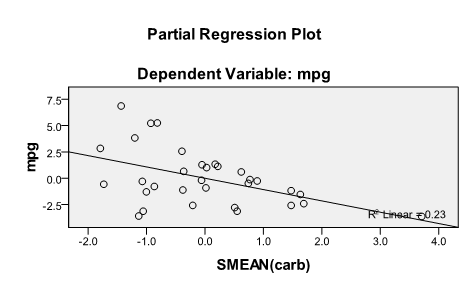 Partial Regression Plot
Dependent Variable: mpg
7.5
5.0
2.5
0.0
-2.5
mpg
R² Linear = 0.23
-2.0 -1.0 0.0 1.0 2.0 3.0 4.0
SMEAN(carb)